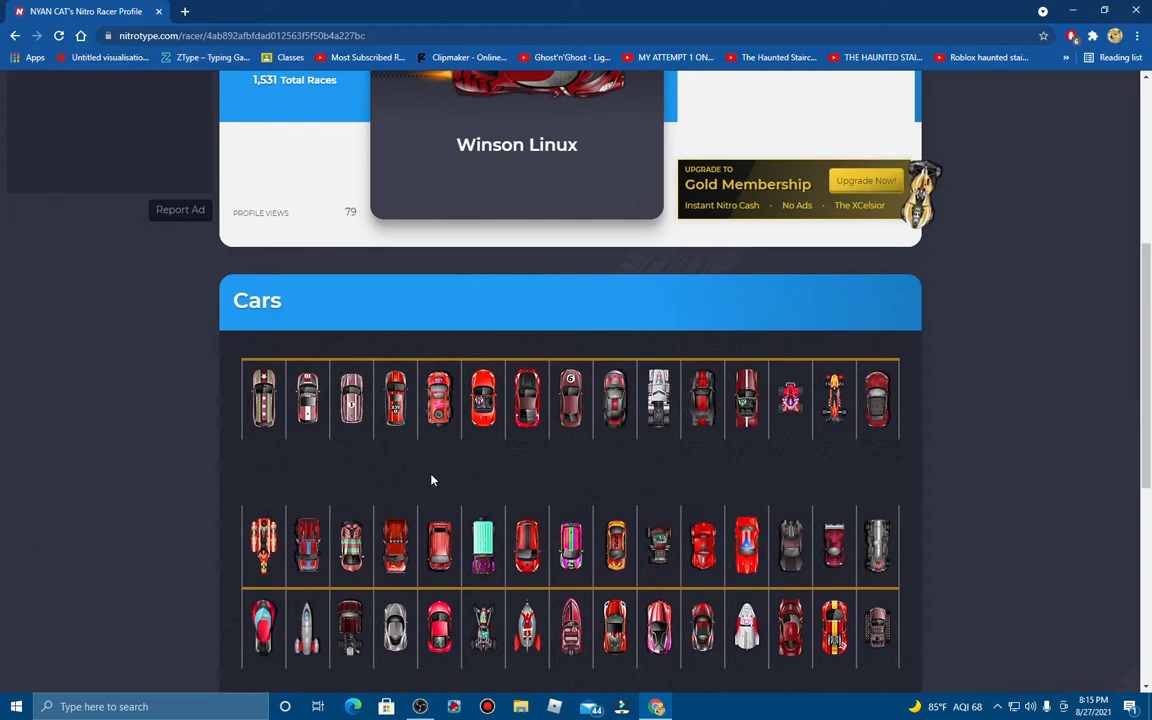 NYAN CAT's Nitro Racer Profile
nitrotype.com/racer/4ab892afbfdad012563f5f50b4a227bc
Apps
Untitled visualisatio...
ZType – Typing Ga...
Classes
Most Subscribed R...
Clipmaker - Online...
Ghost'n'Ghost - Lig...
MY ATTEMPT 1 ON...
The Haunted Stairc...
THE HAUNTED STAI...
Roblox haunted stai...
»
Reading list
1,531 Total Races
Winson Linux
UPGRADE TO
Gold Membership
Upgrade Now!
Instant Nitro Cash · No Ads · The XCelsior
Report Ad
PROFILE VIEWS 79
Cars
Type here to search
44
85°F AQI 68
8:15 PM
8/27/2021